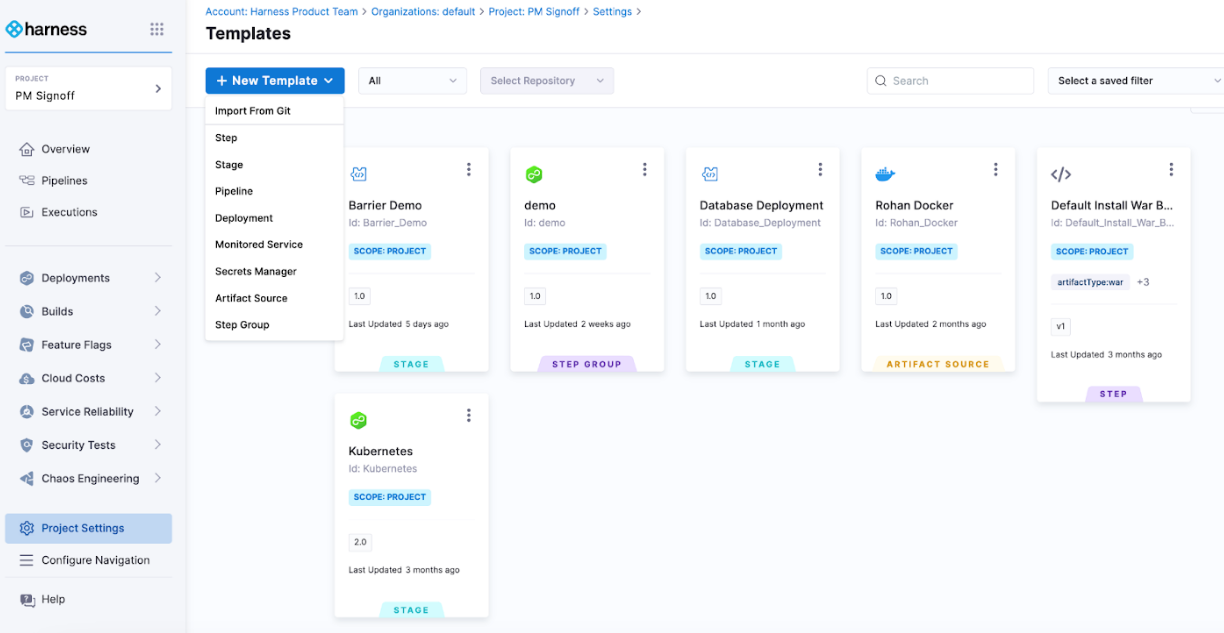 harness
PROJECT
PM Signoff
Overview
Pipelines
Executions
Deployments
Builds
Feature Flags
Cloud Costs
Service Reliability
Security Tests
Chaos Engineering
Project Settings
Configure Navigation
Help
Account: Harness Product Team > Organizations: default > Project: PM Signoff > Settings >
Templates
+ New Template
All
Select Repository
Search
Select a saved filter
Import From Git
Step
Stage
Pipeline
Deployment
Monitored Service
Secrets Manager
Artifact Source
Step Group
Barrier Demo
Id: Barrier_Demo
SCOPE: PROJECT
1.0
Last Updated 5 days ago
STAGE
demo
Id: demo
SCOPE: PROJECT
1.0
Last Updated 2 weeks ago
STEP GROUP
Database Deployment
Id: Database_Deployment
SCOPE: PROJECT
1.0
Last Updated 1 month ago
STAGE
Rohan Docker
Id: Rohan_Docker
SCOPE: PROJECT
1.0
Last Updated 2 months ago
ARTIFACT SOURCE
</>
Default Install War B...
Id: Default_Install_War_B...
SCOPE: PROJECT
artifactType:war +3
v1
Last Updated 3 months ago
STEP
Kubernetes
Id: Kubernetes
SCOPE: PROJECT
2.0
Last Updated 3 months ago
STAGE